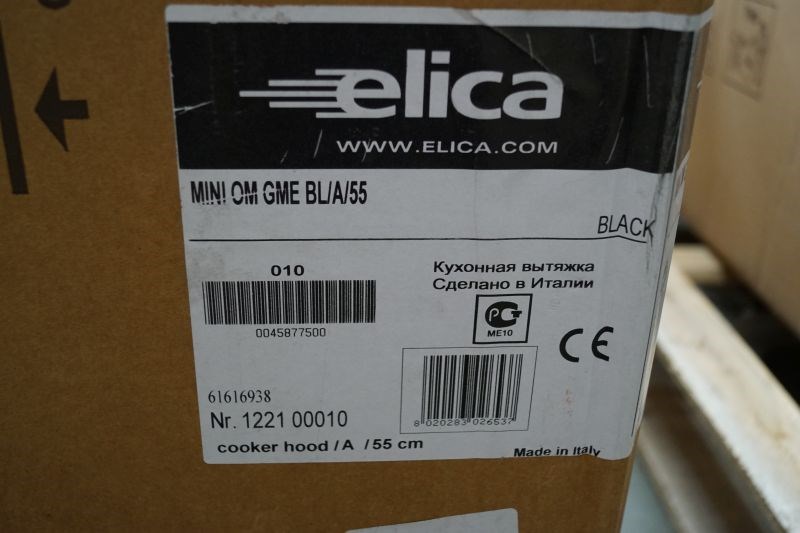 elica
WWW.ELICA.COM
MINI OM GME BL/A/55
BLACK
010
0045877500
Кухонная вытяжка
Сделано в Италии
РСТ
ME10
CE
61616938
Nr. 1221 00010
8 020283 026537
cooker hood /A / 55 cm
Made in Italy